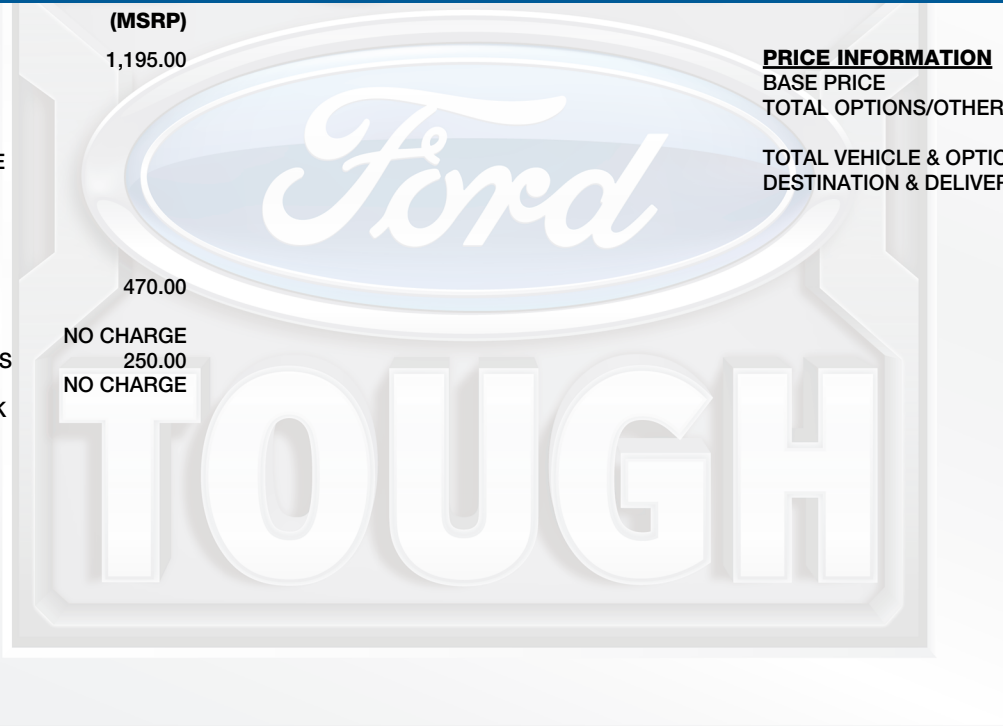 (MSRP)
1,195.00
E
470.00
NO CHARGE
S 250.00
NO CHARGE
K
PRICE INFORMATION
BASE PRICE
TOTAL OPTIONS/OTHER
TOTAL VEHICLE & OPTIO
DESTINATION & DELIVER
Ford
TOUGH